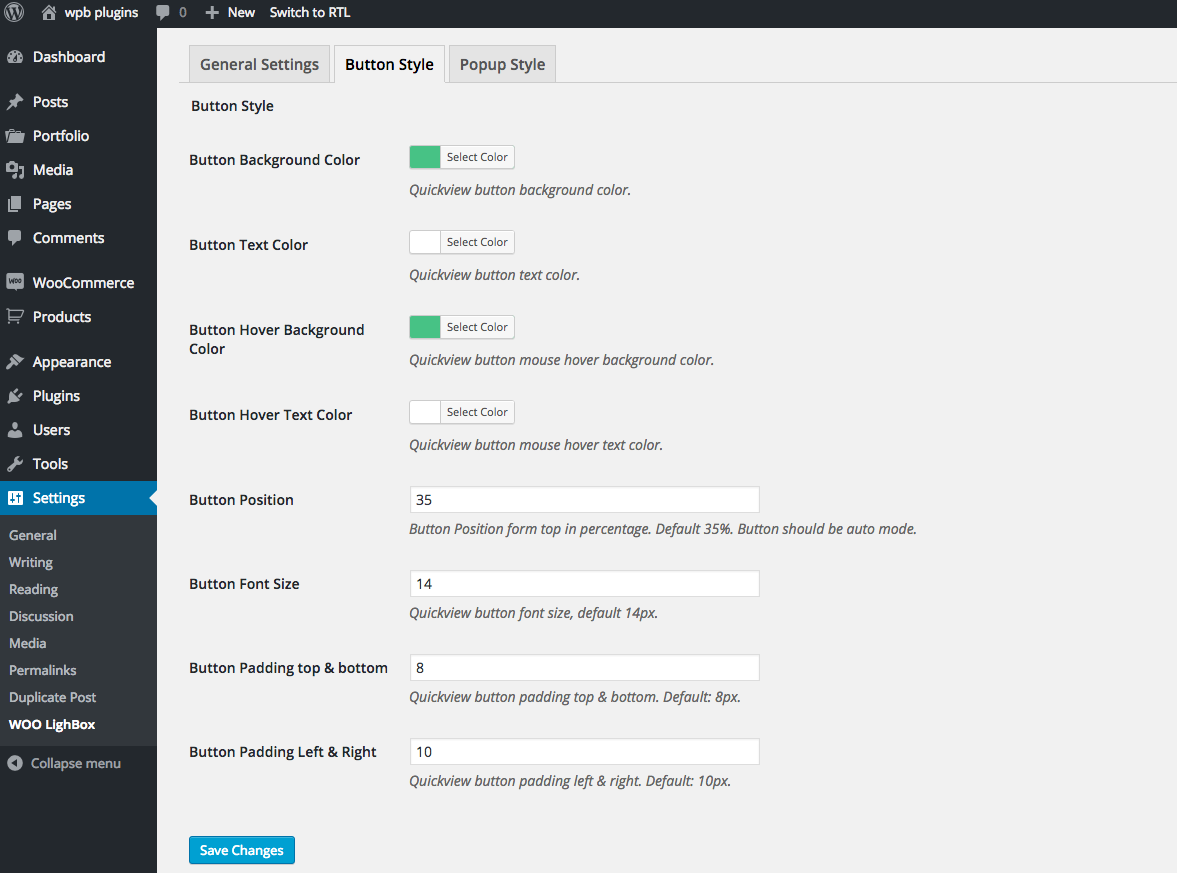 wpb plugins 0 New Switch to RTL
Dashboard
Posts
Portfolio
Media
Pages
Comments
WOO WooCommerce
Products
Appearance
Plugins
Users
Tools
Settings
General
Writing
Reading
Discussion
Media
Permalinks
Duplicate Post
WOO LighBox
Collapse menu
General Settings Button Style Popup Style
Button Style
Button Background Color Select Color
Quickview button background color.
Button Text Color Select Color
Quickview button text color.
Button Hover Background
Color
Select Color
Quickview button mouse hover background color.
Button Hover Text Color Select Color
Quickview button mouse hover text color.
Button Position 35
Button Position form top in percentage. Default 35%. Button should be auto mode.
Button Font Size 14
Quickview button font size, default 14px.
Button Padding top & bottom 8
Quickview button padding top & bottom. Default: 8px.
Button Padding Left & Right 10
Quickview button padding left & right. Default: 10px.
Save Changes